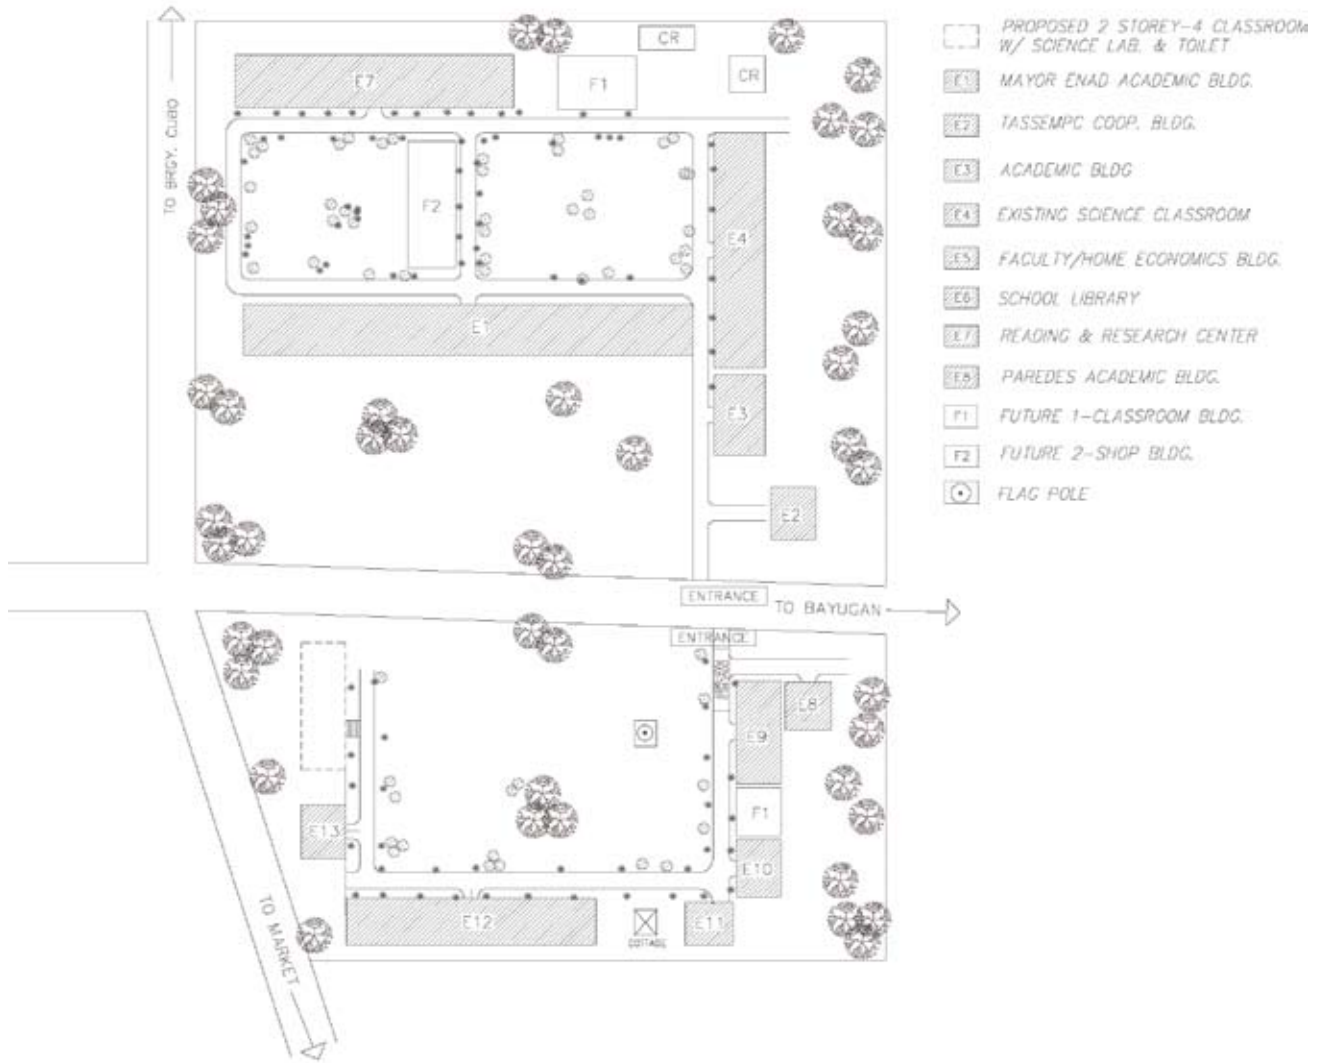 CR
PROPOSED 2 STOREY-4 CLASSROOM
W/ SCIENCE LAB. & TOILET
E7
F1
CR
E1 MAYOR ENAD ACADEMIC BLDG.
TO BRGY. CUBO
E2 TASSEMPC COOP. BLDG.
E3 ACADEMIC BLDG
F2
E4
E4 EXISTING SCIENCE CLASSROOM
E5 FACULTY/HOME ECONOMICS BLDG.
E6 SCHOOL LIBRARY
E1
E7 READING & RESEARCH CENTER
E8 PAREDES ACADEMIC BLDG.
E3
F1 FUTURE 1-CLASSROOM BLDG.
F2 FUTURE 2-SHOP BLDG.
FLAG POLE
E2
ENTRANCE
TO BAYUGAN
ENTRANCE
E8
E9
F1
E13
E10
E12
E11
COTTAGE
TO MARKET